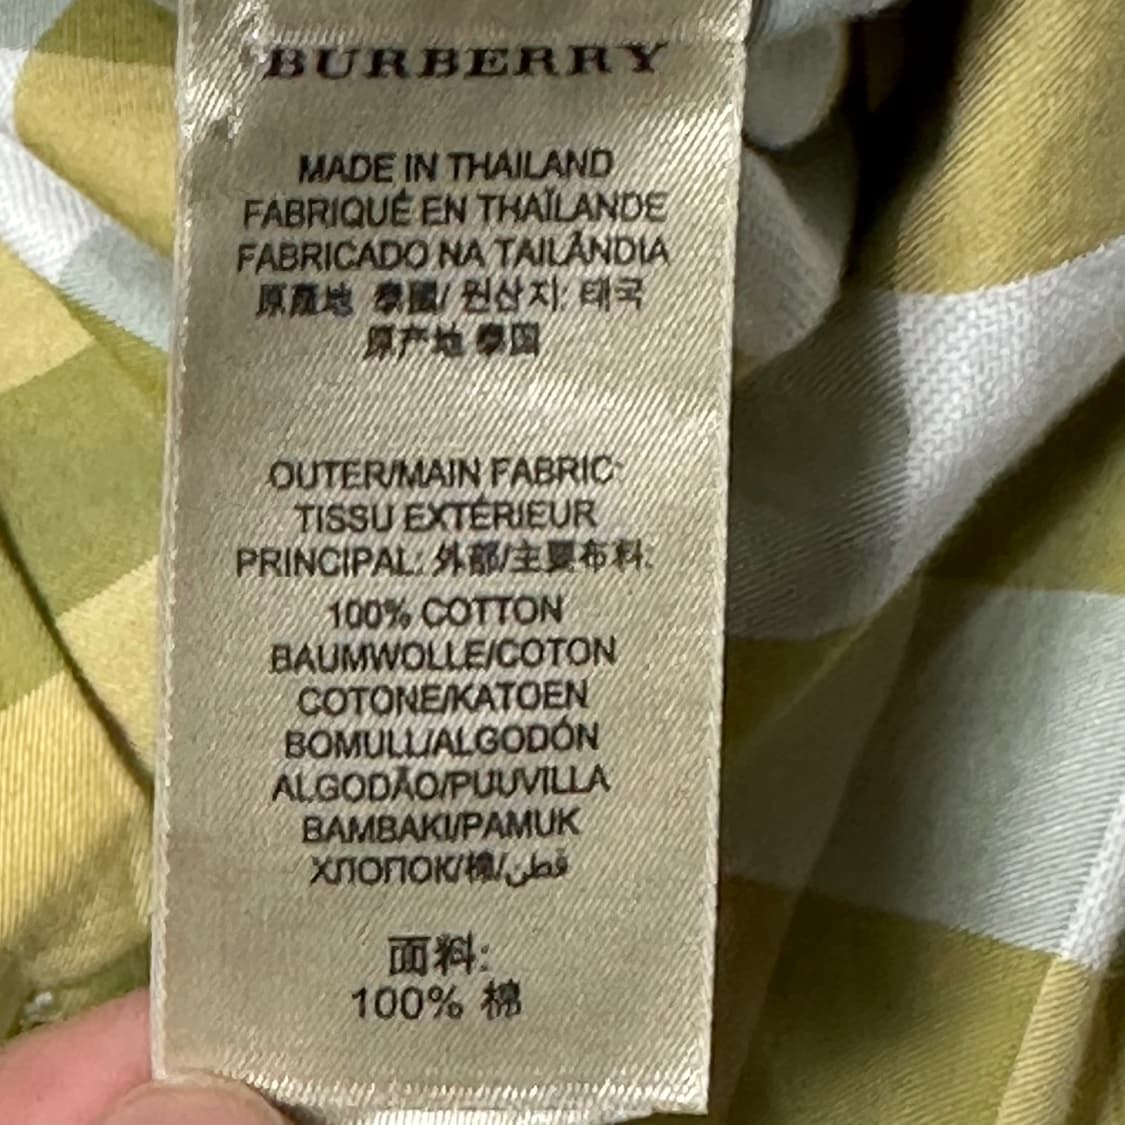 BURBERRY
MADE IN THAILAND
FABRIQUÉ EN THAÏLANDE
FABRICADO NA TAILÂNDIA
原產地 泰國/ 원산지: 태국
原产地 泰国
OUTER/MAIN FABRIC:
TISSU EXTÉRIEUR
PRINCIPAL: 外部/主要布料:
100% COTTON
BAUMWOLLE/COTON
COTONE/KATOEN
BOMULL/ALGODÓN
ALGODÃO/PUUVILLA
BAMBAKI/PAMUK
ХЛОПОК/棉/قطن
面料:
100% 棉